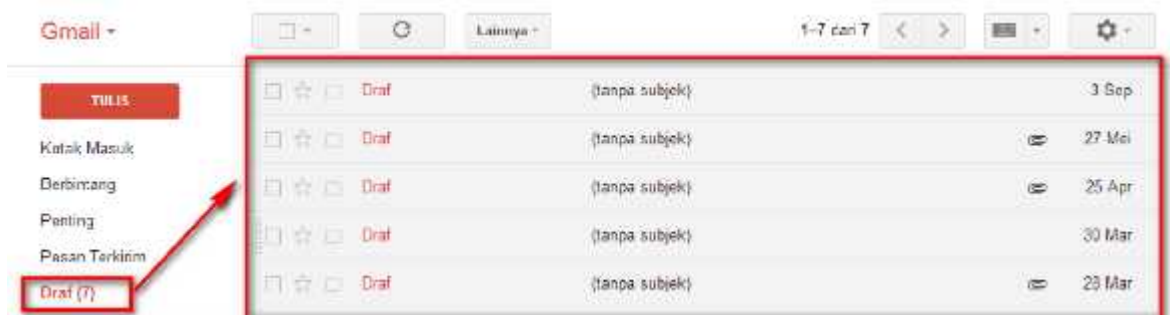 Gmail
Lainnya
1–7 dari 7
TULIS
Kotak Masuk
Berbintang
Penting
Pesan Terkirim
Draf (7)
Draf (tanpa subjek) 3 Sep
Draf (tanpa subjek) 27 Mei
Draf (tanpa subjek) 25 Apr
Draf (tanpa subjek) 30 Mar
Draf (tanpa subjek) 28 Mar